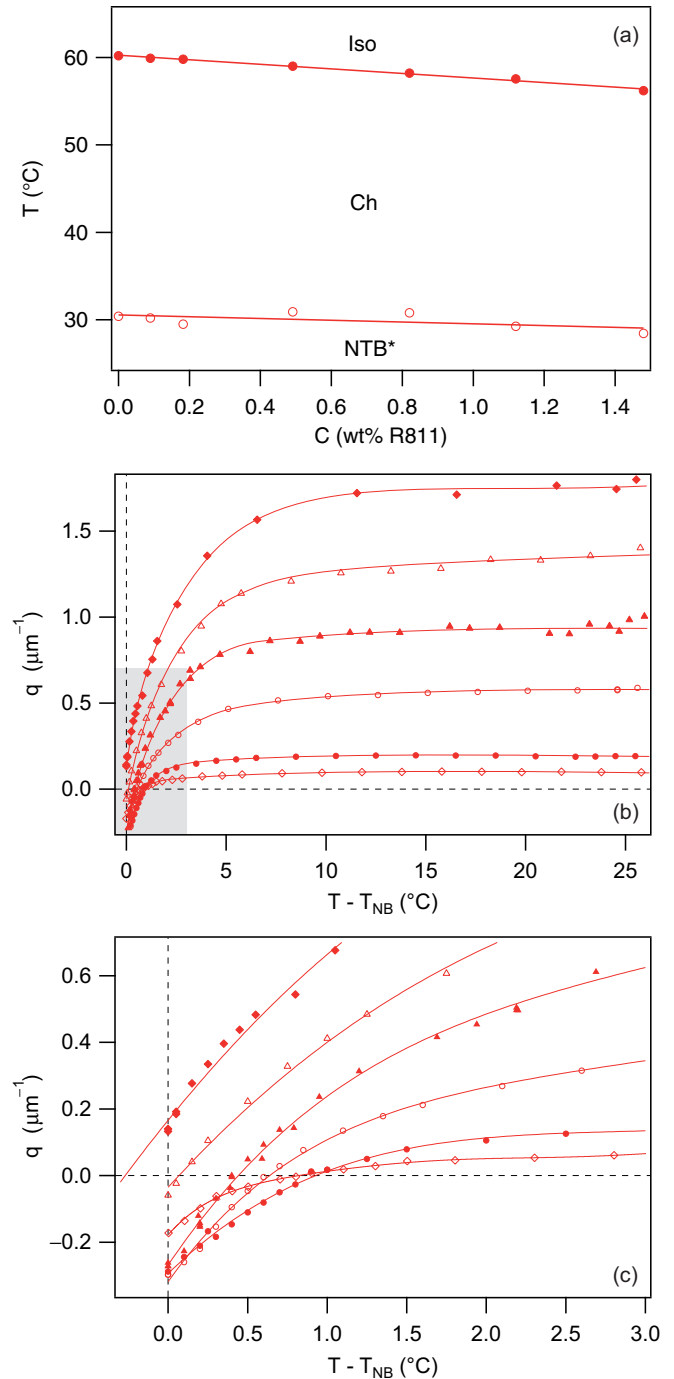 (a)
Iso
60
50
T (°C)
Ch
40
30
NTB*
0.0 0.2 0.4 0.6 0.8 1.0 1.2 1.4
C (wt% R811)
1.5
1.0
q (μm⁻¹)
0.5
0.0
(b)
0 5 10 15 20 25
T - T_NB (°C)
0.6
0.4
q (μm⁻¹)
0.2
0.0
−0.2
(c)
0.0 0.5 1.0 1.5 2.0 2.5 3.0
T - T_NB (°C)